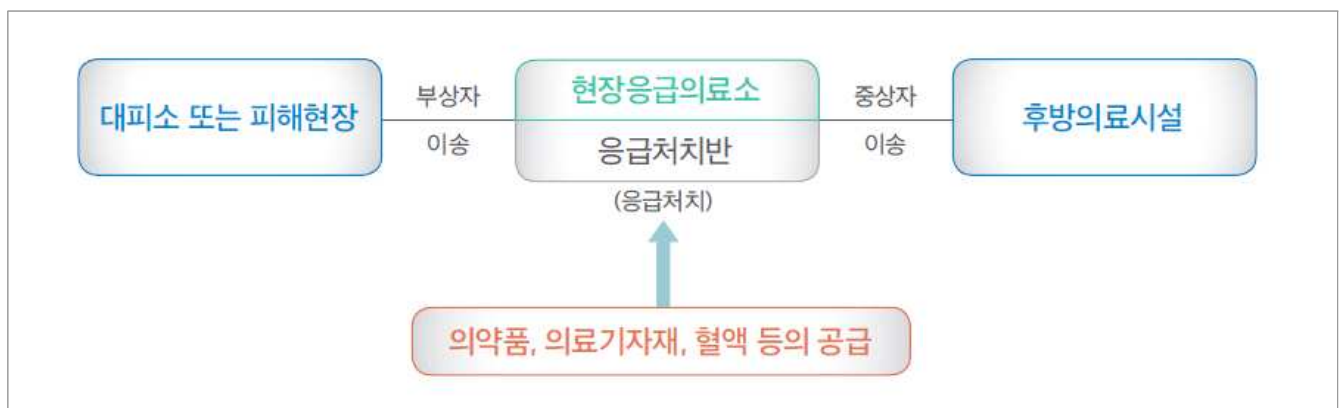 대피소 또는 피해현장
부상자
이송
현장응급의료소
응급처치반
(응급처치)
중상자
이송
후방의료시설
의약품, 의료기자재, 혈액 등의 공급